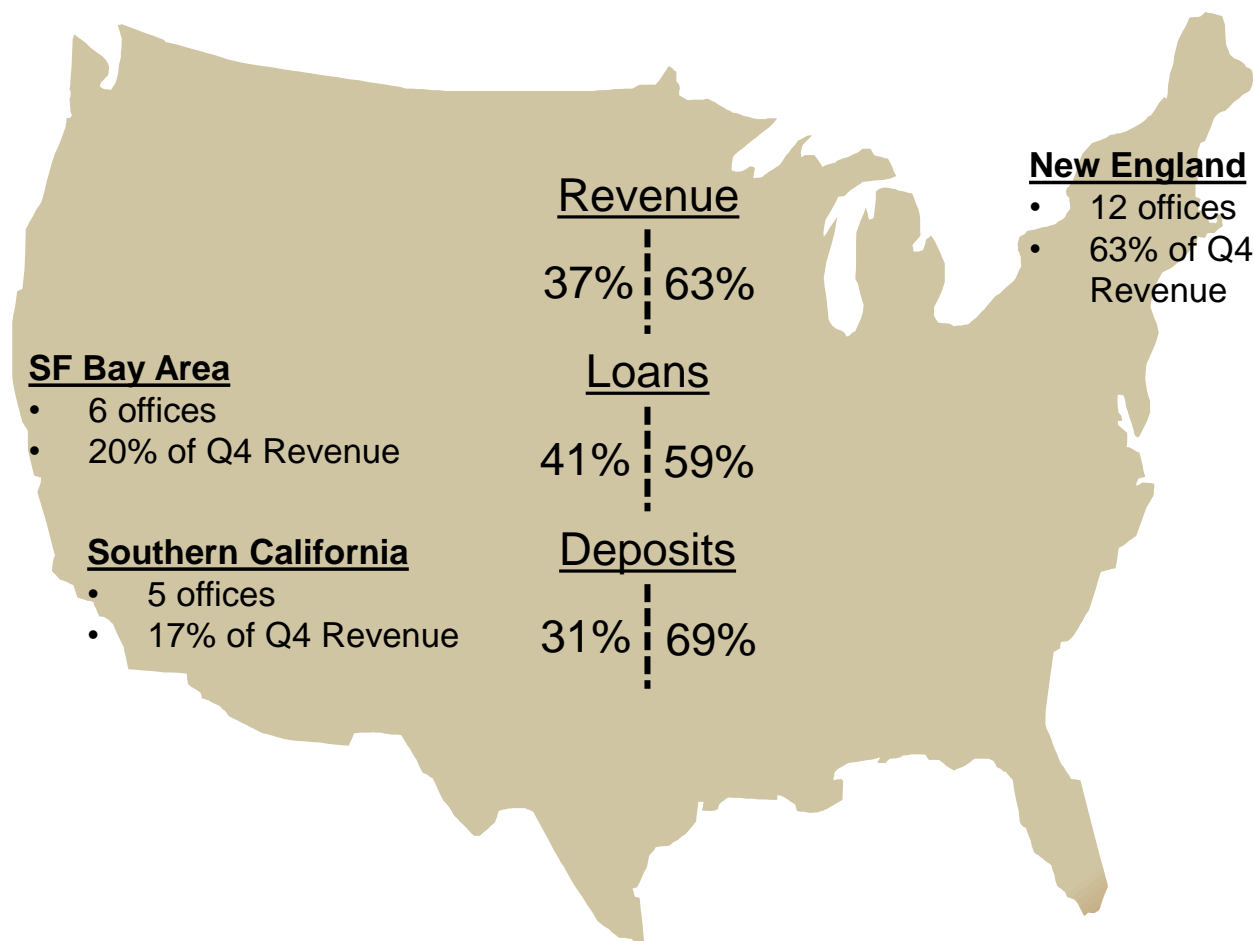 New England
• 12 offices
• 63% of Q4
Revenue
Revenue
37% 63%
SF Bay Area
• 6 offices
• 20% of Q4 Revenue
Loans
41% 59%
Southern California
• 5 offices
• 17% of Q4 Revenue
Deposits
31% 69%